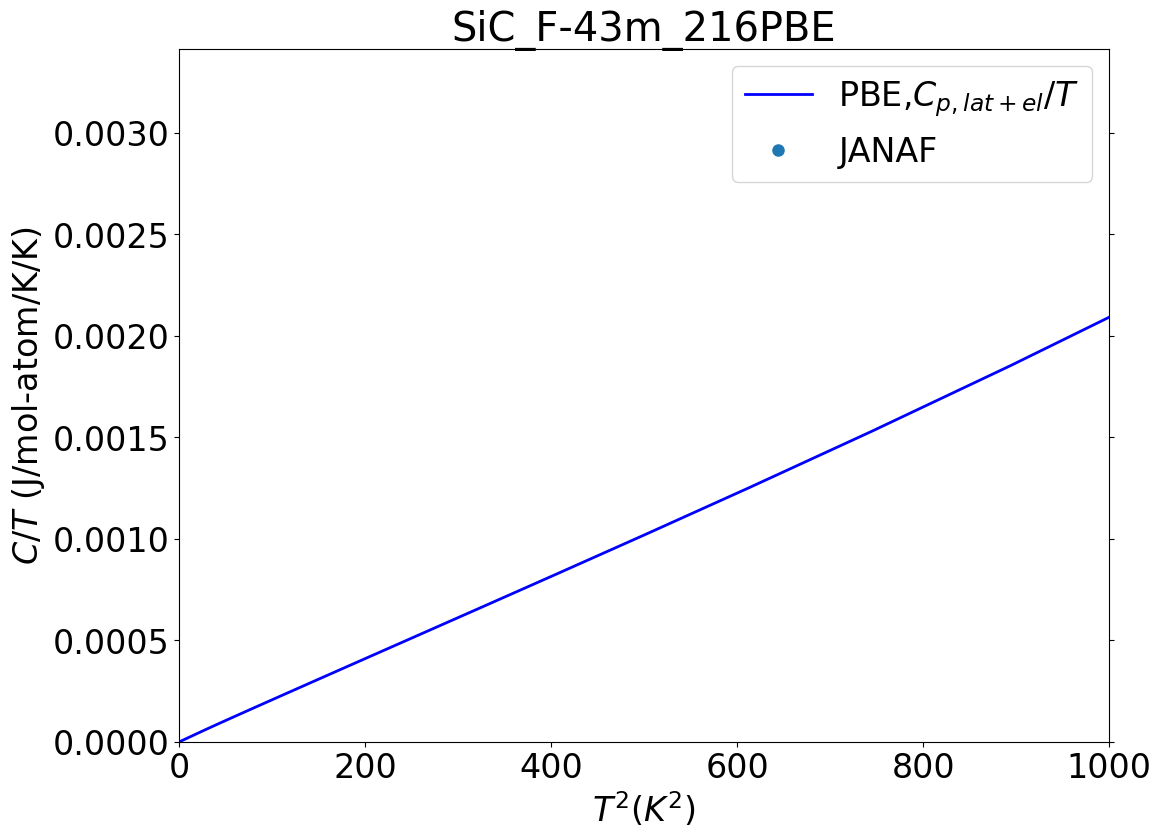 SiC_F-43m_216PBE
PBE,$C_{p,lat+el}/T$
JANAF
0.0030
0.0025
0.0020
0.0015
0.0010
0.0005
0.0000
C/T (J/mol-atom/K/K)
0 200 400 600 800 1000
$T^2(K^2)$